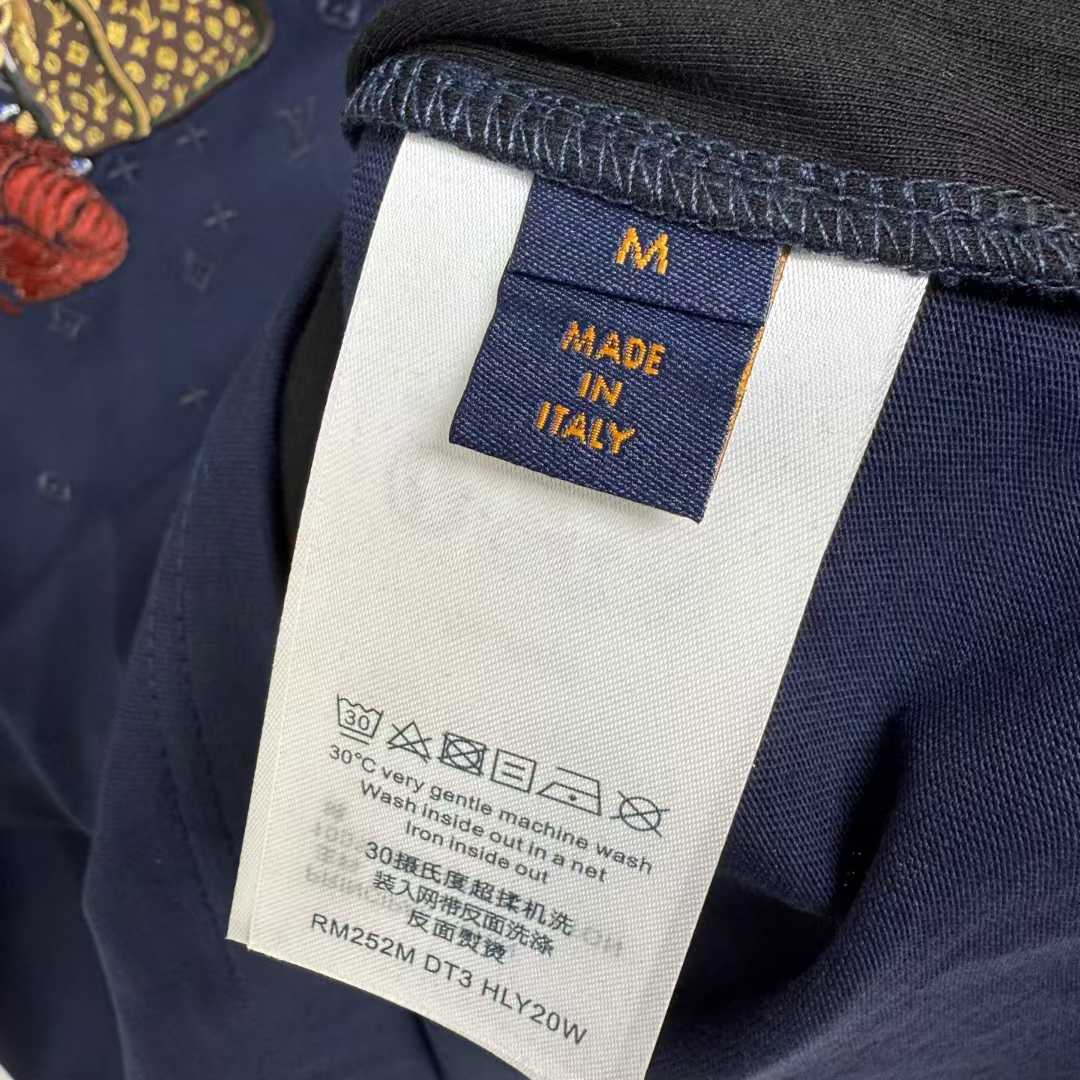 M
MADE
IN
ITALY
30
30°C very gentle machine wash
Wash inside out in a net
Iron inside out
30摄氏度超柔机洗
装入网带反面洗涤
反面熨烫
RM252M DT3 HLY20W